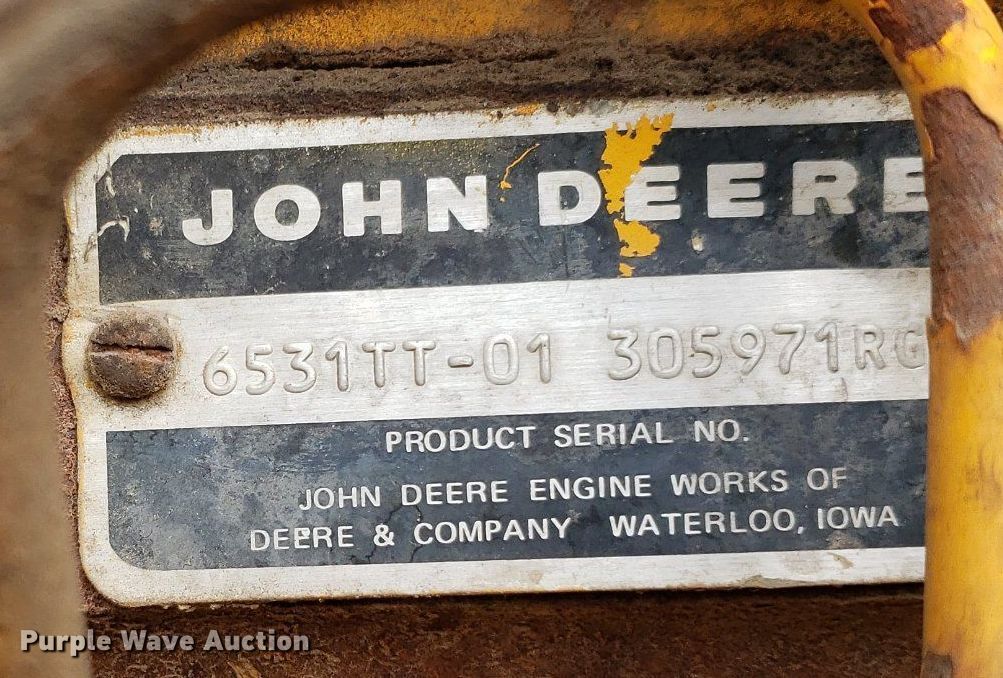 JOHN DEERE
6531TT-01 305971RG
PRODUCT SERIAL NO.
JOHN DEERE ENGINE WORKS OF
DEERE & COMPANY WATERLOO, IOWA
Purple Wave Auction